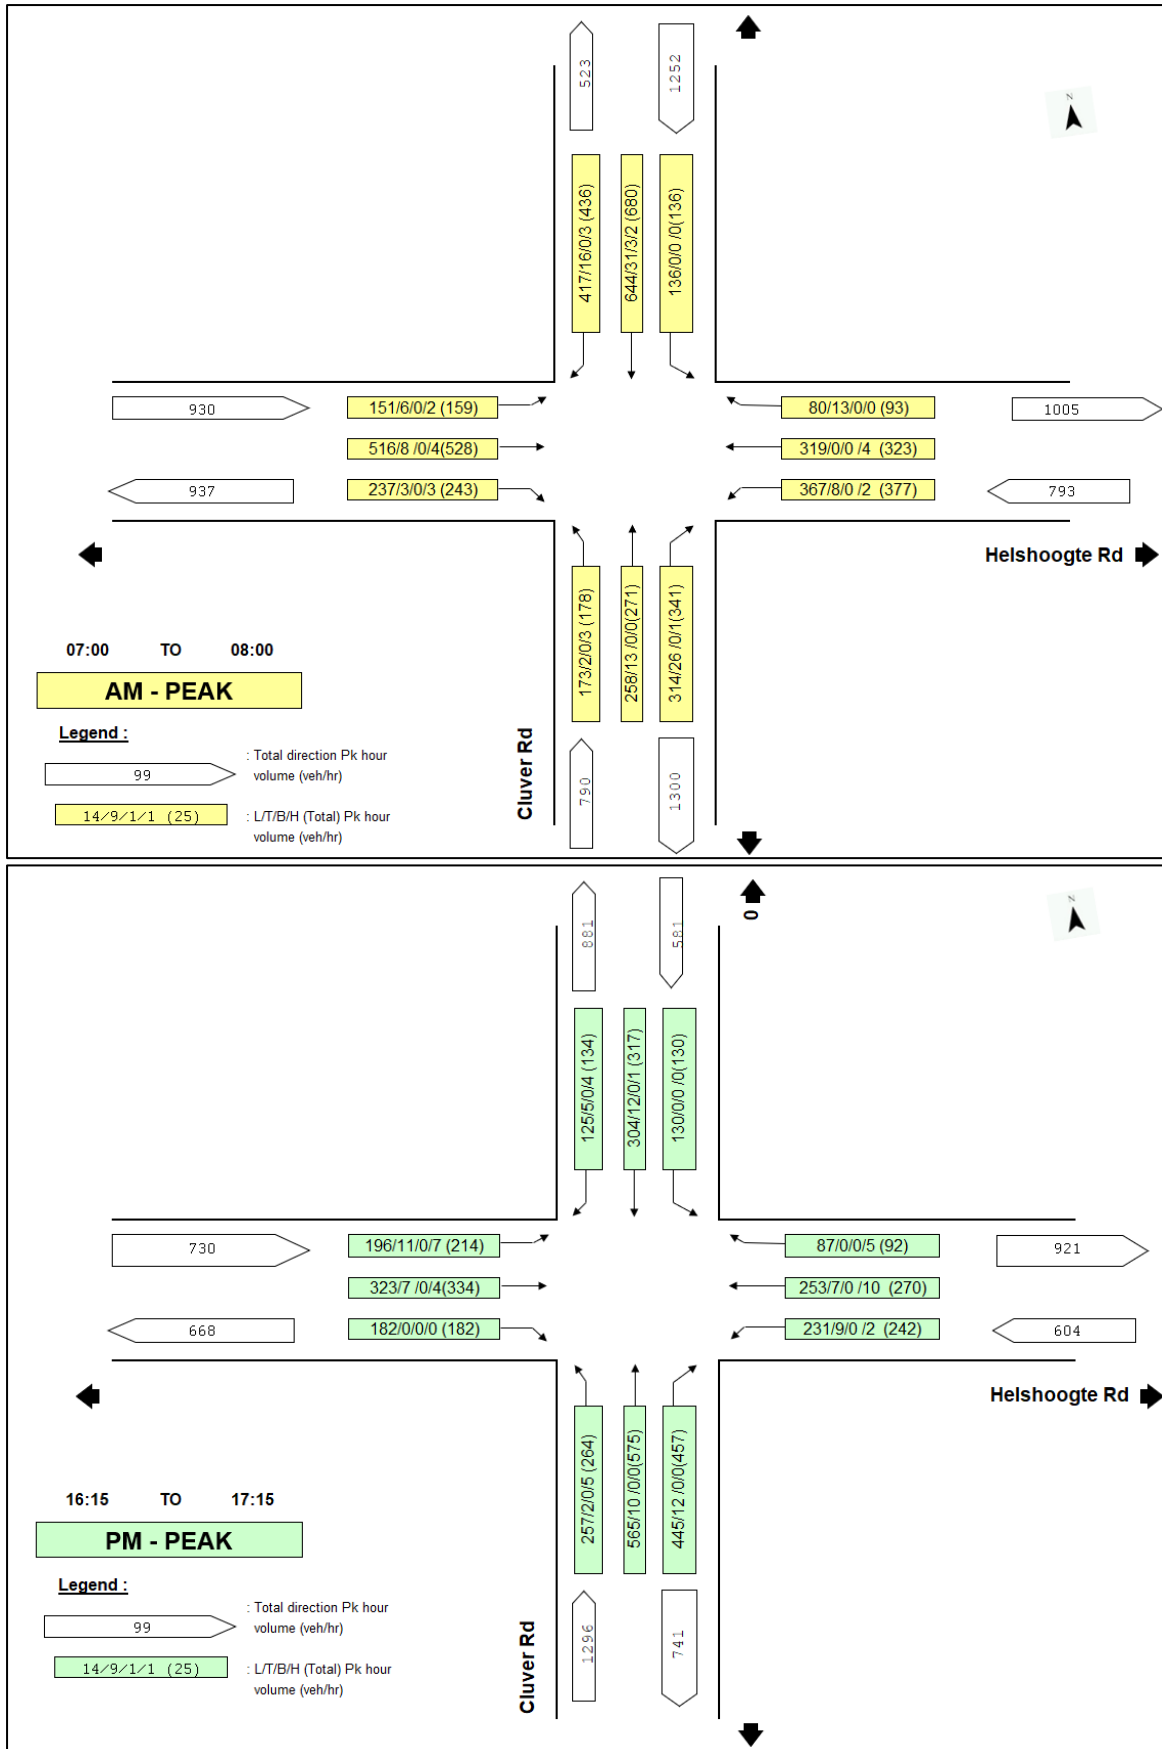 523
1252
N
417/16/0/3 (436)
644/31/3/2 (680)
136/0/0 /0(136)
930
151/6/0/2 (159)
80/13/0/0 (93)
1005
516/8 /0/4(528)
319/0/0 /4  (323)
937
237/3/0/3 (243)
367/8/0 /2  (377)
793
Helshoogte Rd
173/2/0/3 (178)
258/13 /0/0(271)
314/26 /0/1(341)
07:00 TO 08:00
AM - PEAK
Legend :
99
: Total direction Pk hour
volume (veh/hr)
14/9/1/1 (25)
: L/T/B/H (Total) Pk hour
volume (veh/hr)
Cluver Rd
790
1300
881
581
0
N
125/5/0/4 (134)
304/12/0/1 (317)
130/0/0 /0(130)
730
196/11/0/7 (214)
87/0/0/5 (92)
921
323/7 /0/4(334)
253/7/0 /10  (270)
668
182/0/0/0 (182)
231/9/0 /2  (242)
604
Helshoogte Rd
257/2/0/5 (264)
565/10 /0/0(575)
445/12 /0/0(457)
16:15 TO 17:15
PM - PEAK
Legend :
99
: Total direction Pk hour
volume (veh/hr)
14/9/1/1 (25)
: L/T/B/H (Total) Pk hour
volume (veh/hr)
Cluver Rd
1296
741